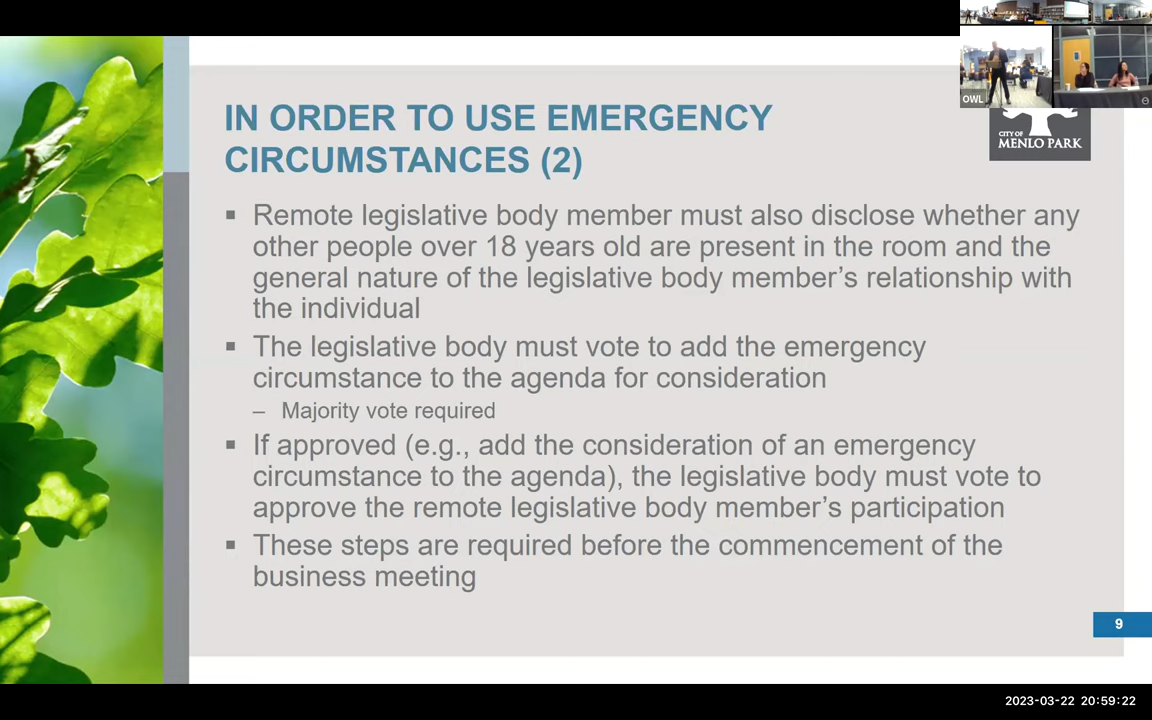 OWL
CITY OF
MENLO PARK
IN ORDER TO USE EMERGENCY
CIRCUMSTANCES (2)
▪ Remote legislative body member must also disclose whether any
other people over 18 years old are present in the room and the
general nature of the legislative body member’s relationship with
the individual
▪ The legislative body must vote to add the emergency
circumstance to the agenda for consideration
– Majority vote required
▪ If approved (e.g., add the consideration of an emergency
circumstance to the agenda), the legislative body must vote to
approve the remote legislative body member’s participation
▪ These steps are required before the commencement of the
business meeting
9
2023-03-22 20:59:22